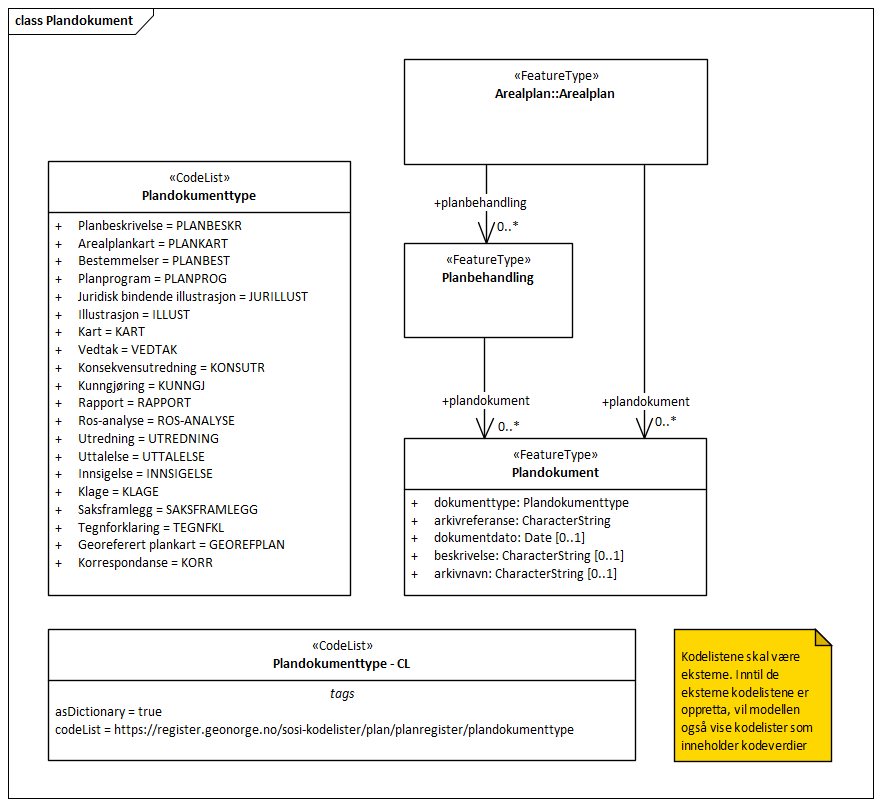 class Plandokument
«FeatureType»
Arealplan::Arealplan
«CodeList»
Plandokumenttype
+ Planbeskrivelse = PLANBESKR
+ Arealplankart = PLANKART
+ Bestemmelser = PLANBEST
+ Planprogram = PLANPROG
+ Juridisk bindende illustrasjon = JURILLUST
+ Illustrasjon = ILLUST
+ Kart = KART
+ Vedtak = VEDTAK
+ Konsekvensutredning = KONSUTR
+ Kunngjøring = KUNNGJ
+ Rapport = RAPPORT
+ Ros-analyse = ROS-ANALYSE
+ Utredning = UTREDNING
+ Uttalelse = UTTALELSE
+ Innsigelse = INNSIGELSE
+ Klage = KLAGE
+ Saksframlegg = SAKSFRAMLEGG
+ Tegnforklaring = TEGNFKL
+ Georeferert plankart = GEOREFPLAN
+ Korrespondanse = KORR
+planbehandling
0..*
«FeatureType»
Planbehandling
+plandokument
0..*
+plandokument
0..*
«FeatureType»
Plandokument
+ dokumenttype: Plandokumenttype
+ arkivreferanse: CharacterString
+ dokumentdato: Date [0..1]
+ beskrivelse: CharacterString [0..1]
+ arkivnavn: CharacterString [0..1]
«CodeList»
Plandokumenttype - CL
tags
asDictionary = true
codeList = https://register.geonorge.no/sosi-kodelister/plan/planregister/plandokumenttype
Kodelistene skal være
eksterne. Inntil de
eksterne kodelistene er
oppretta, vil modellen
også vise kodelister som
inneholder kodeverdier